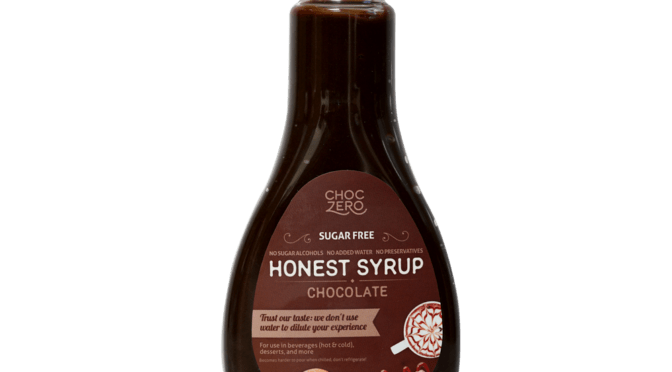 CHOC
ZERO.
SUGAR FREE
NO SUGAR ALCOHOLS NO ADDED WATER NO PRESERVATIVES
HONEST SYRUP
CHOCOLATE
Trust our taste: we don't use
water to dilute your experience
For use in beverages (hot & cold),
desserts, and more